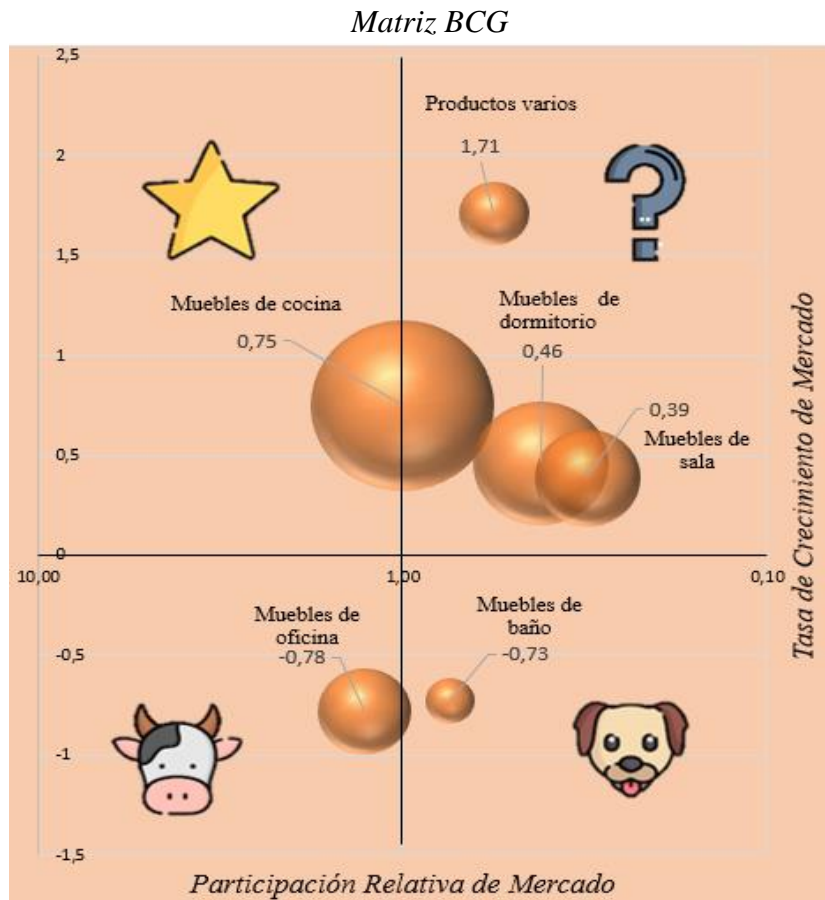 Matriz BCG
2,5
2
1,5
1
0,5
0
-0,5
-1
-1,5
Productos varios
1,71
Muebles de cocina
0,75
Muebles de
dormitorio
0,46
0,39
Muebles de
sala
10,00
1,00
0,10
Muebles de
oficina
-0,78
Muebles de
baño
-0,73
Tasa de Crecimiento de Mercado
Participación Relativa de Mercado